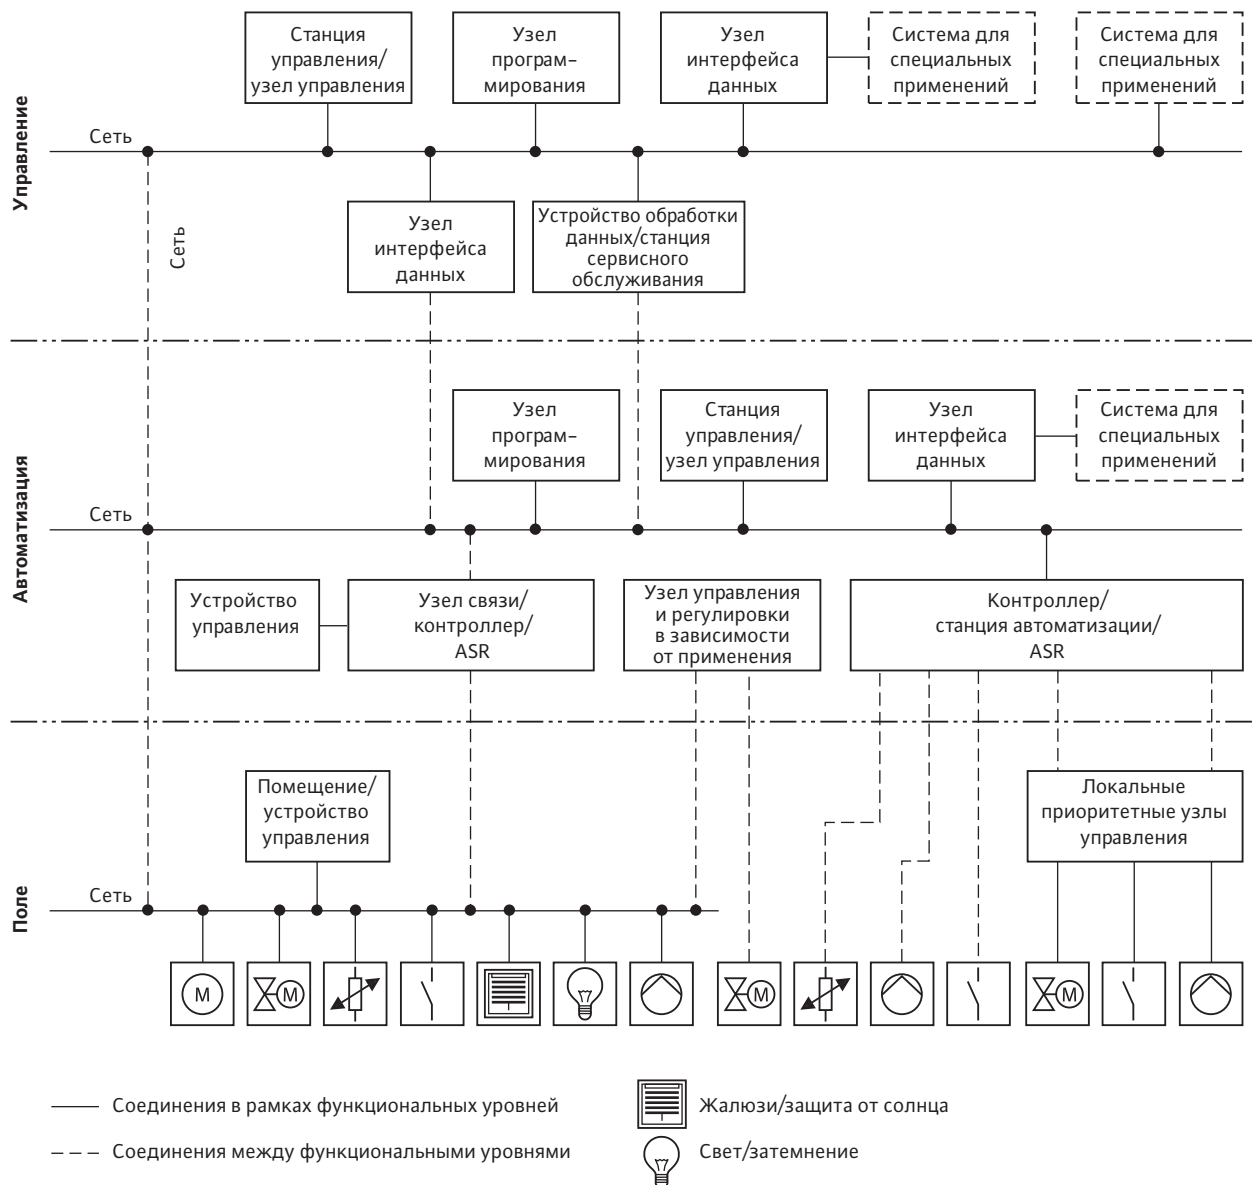 Станция
управления/
узел управления
Узел
програм-
мирования
Узел
интерфейса
данных
Система для
специальных
применений
Система для
специальных
применений
Управление
Сеть
Сеть
Узел
интерфейса
данных
Устройство обработки
данных/станция
сервисного
обслуживания
Узел
програм-
мирования
Станция
управления/
узел управления
Узел
интерфейса
данных
Система для
специальных
применений
Автоматизация
Сеть
Устройство
управления
Узел связи/
контроллер/
ASR
Узел управления
и регулировки
в зависимости
от применения
Контроллер/
станция автоматизации/
ASR
Помещение/
устройство
управления
Локальные
приоритетные узлы
управления
Поле
Сеть
M
M
M
M
Соединения в рамках функциональных уровней
Жалюзи/защита от солнца
Соединения между функциональными уровнями
Свет/затемнение